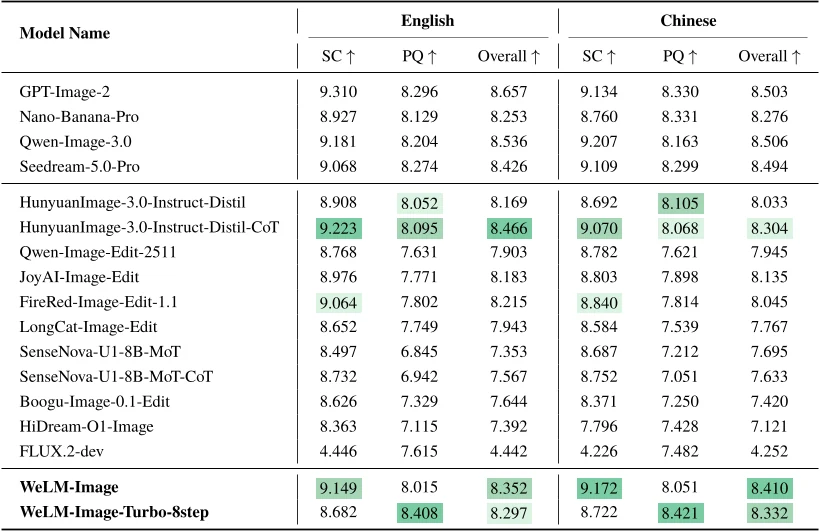 Model Name English Chinese
SC ↑ PQ ↑ Overall ↑ SC ↑ PQ ↑ Overall ↑
GPT-Image-2 9.310 8.296 8.657 9.134 8.330 8.503
Nano-Banana-Pro 8.927 8.129 8.253 8.760 8.331 8.276
Qwen-Image-3.0 9.181 8.204 8.536 9.207 8.163 8.506
Seedream-5.0-Pro 9.068 8.274 8.426 9.109 8.299 8.494
HunyuanImage-3.0-Instruct-Distil 8.908 8.052 8.169 8.692 8.105 8.033
HunyuanImage-3.0-Instruct-Distil-CoT 9.223 8.095 8.466 9.070 8.068 8.304
Qwen-Image-Edit-2511 8.768 7.631 7.903 8.782 7.621 7.945
JoyAI-Image-Edit 8.976 7.771 8.183 8.803 7.898 8.135
FireRed-Image-Edit-1.1 9.064 7.802 8.215 8.840 7.814 8.045
LongCat-Image-Edit 8.652 7.749 7.943 8.584 7.539 7.767
SenseNova-U1-8B-MoT 8.497 6.845 7.353 8.687 7.212 7.695
SenseNova-U1-8B-MoT-CoT 8.732 6.942 7.567 8.752 7.051 7.633
Boogu-Image-0.1-Edit 8.626 7.329 7.644 8.371 7.250 7.420
HiDream-O1-Image 8.363 7.115 7.392 7.796 7.428 7.121
FLUX.2-dev 4.446 7.615 4.442 4.226 7.482 4.252
WeLM-Image 9.149 8.015 8.352 9.172 8.051 8.410
WeLM-Image-Turbo-8step 8.682 8.408 8.297 8.722 8.421 8.332